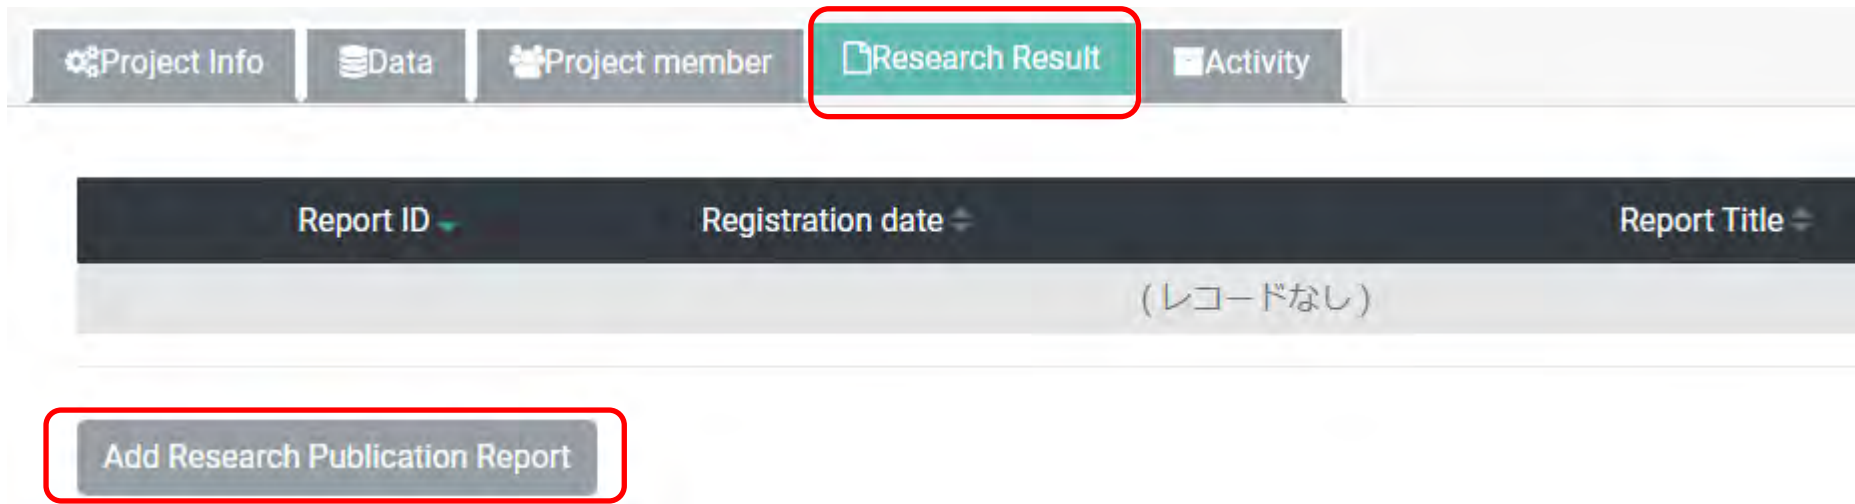 Project Info Data Project member Research Result Activity
Report ID Registration date Report Title
(レコードなし)
Add Research Publication Report